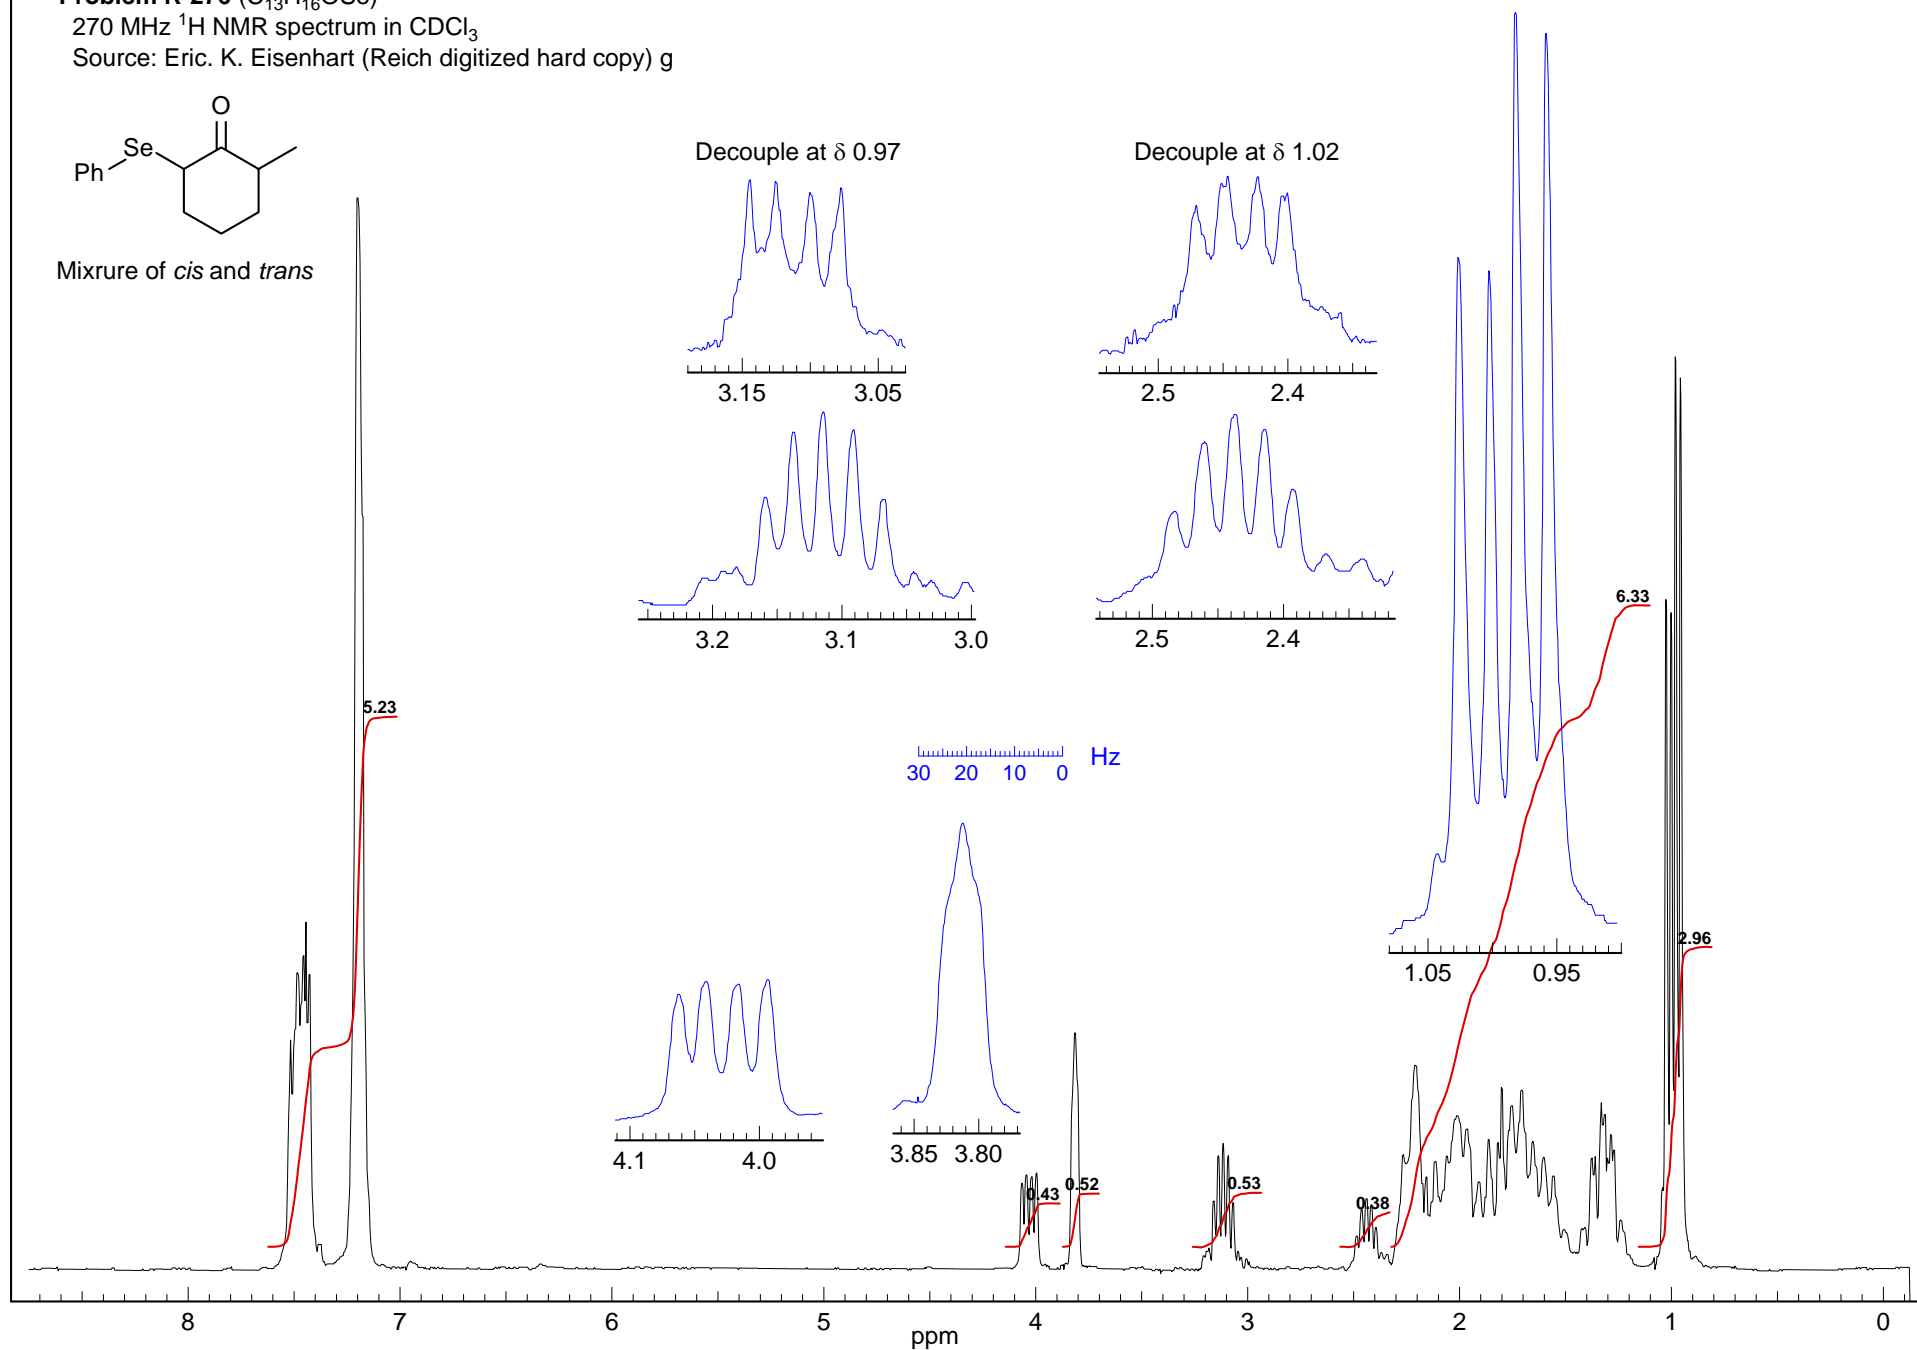 Problem R-276 (C13H16OSe)
270 MHz ¹H NMR spectrum in CDCl₃
Source: Eric. K. Eisenhart (Reich digitized hard copy) g
O
Se
Ph
Mixrure of cis and trans
Decouple at δ 0.97
Decouple at δ 1.02
3.15 3.05
2.5 2.4
3.2 3.1 3.0
2.5 2.4
6.33
5.23
30 20 10 0 Hz
2.96
1.05 0.95
4.1 4.0
3.85 3.80
0.43 0.52 0.53 0.38
8 7 6 5 4 3 2 1 0
ppm